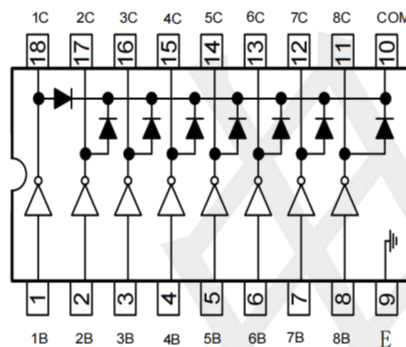 1C 2C 3C 4C 5C 6C 7C 8C COM
18 17 16 15 14 13 12 11 10
1 2 3 4 5 6 7 8 9
1B 2B 3B 4B 5B 6B 7B 8B E